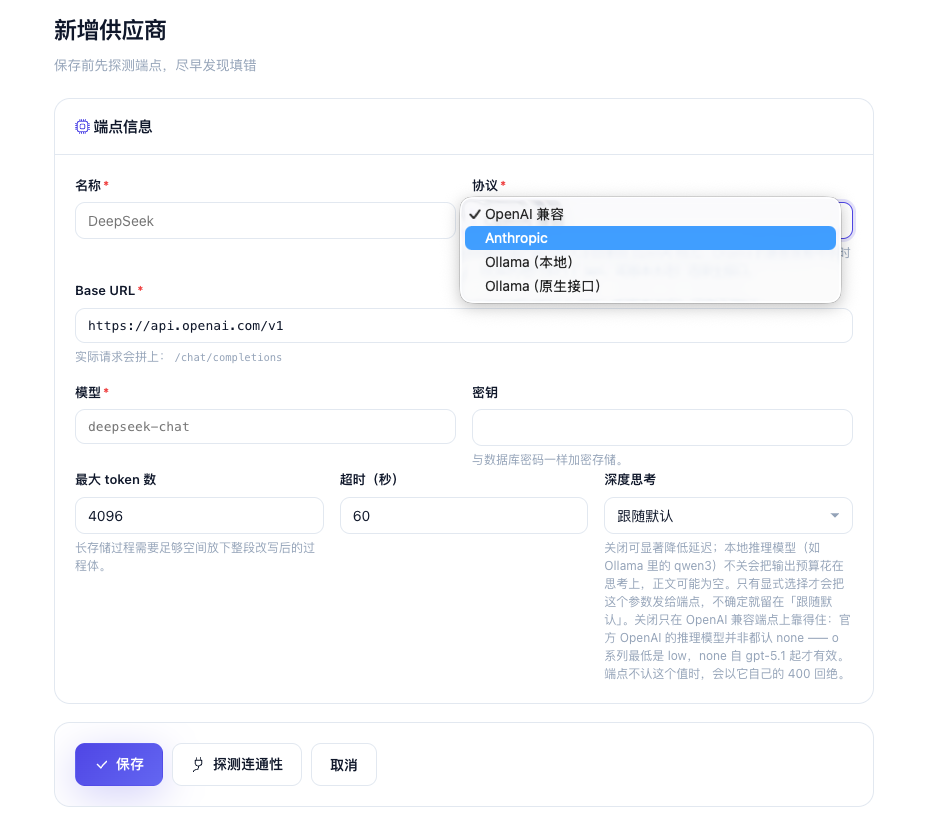 新增供应商
保存前先探测端点，尽早发现填错
端点信息
名称*
协议*
DeepSeek
✓ OpenAI 兼容
Anthropic
Ollama (本地)
Ollama (原生接口)
时
Base URL*
https://api.openai.com/v1
实际请求会拼上： /chat/completions
模型*
密钥
deepseek-chat
与数据库密码一样加密存储。
最大 token 数
超时（秒）
深度思考
4096
60
跟随默认
长存储过程需要足够空间放下整段改写后的过
程体。
关闭可显著降低延迟；本地推理模型（如
Ollama 里的 qwen3）不关会把输出预算花在
思考上，正文可能为空。只有显式选择才会把
这个参数发给端点，不确定就留在「跟随默
认」。关闭只在 OpenAI 兼容端点上靠得住：官
方 OpenAI 的推理模型并非都认 none —— o
系列最低是 low，none 自 gpt-5.1 起才有效。
端点不认这个值时，会以它自己的 400 回绝。
保存
探测连通性
取消